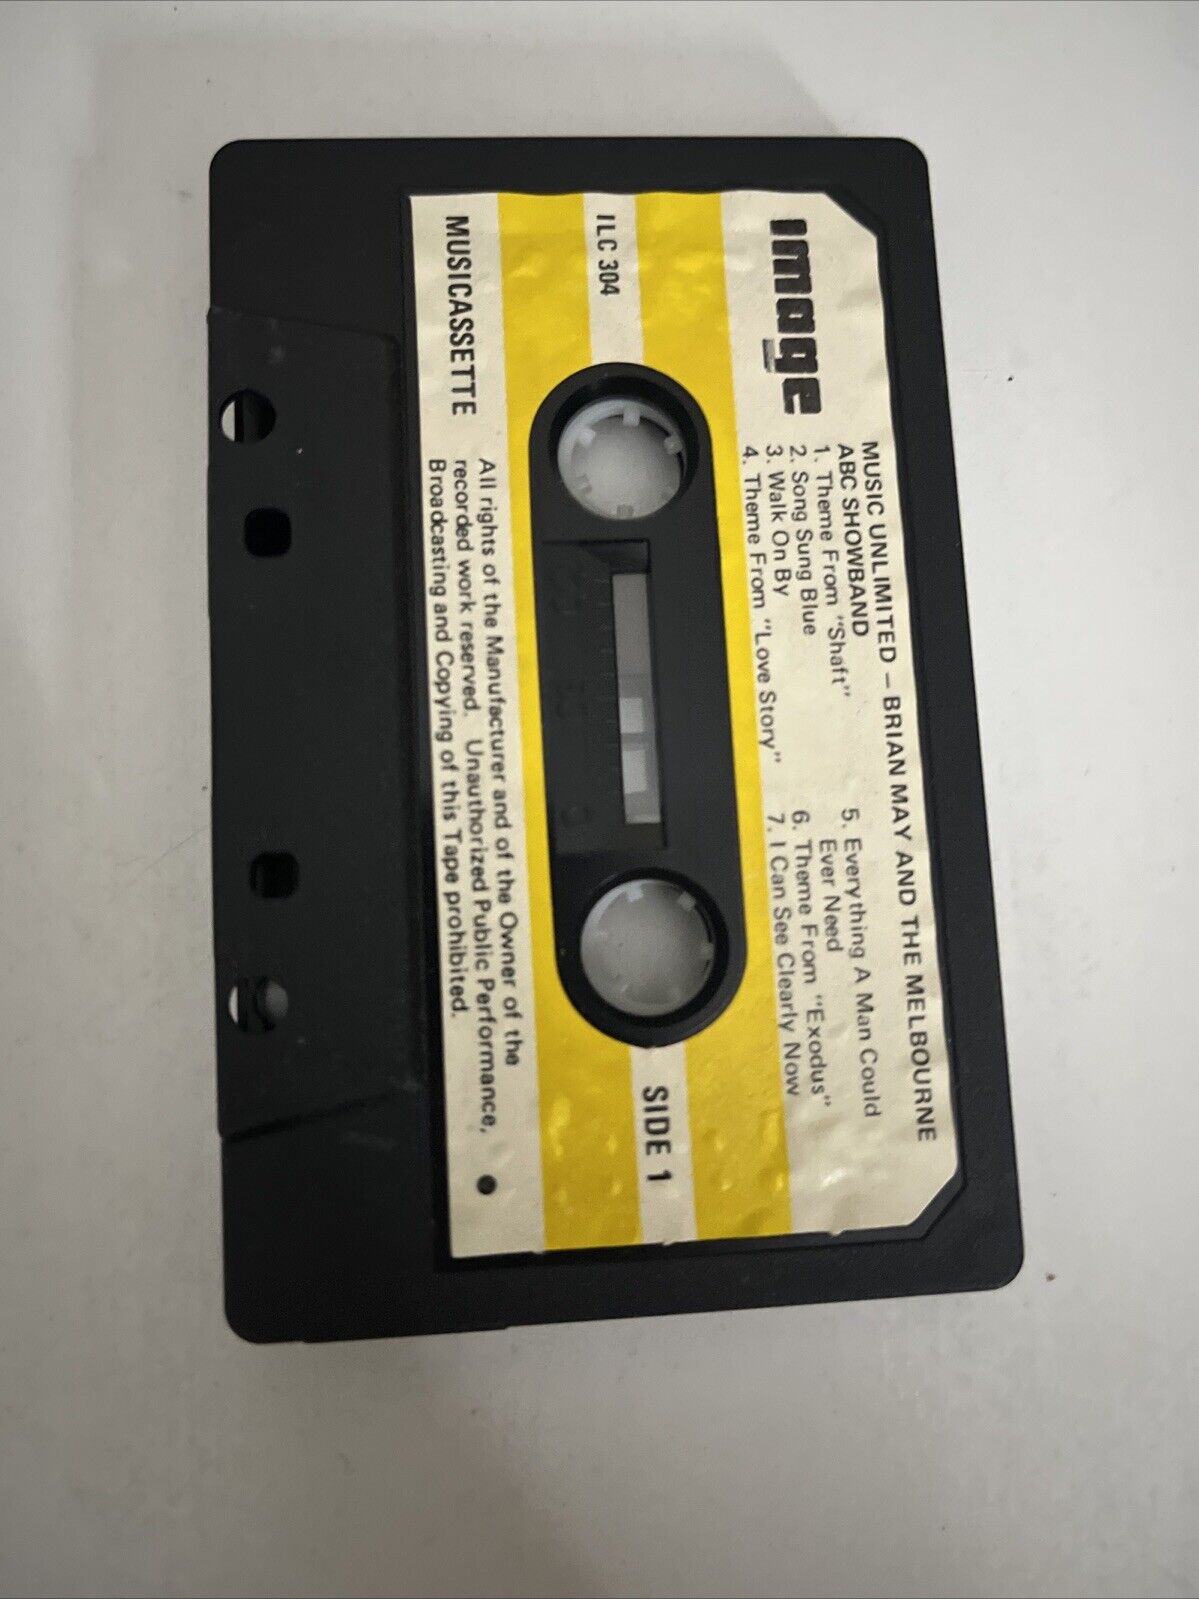 MUSIC UNLIMITED – BRIAN MAY AND THE MELBOURNE
ABC SHOWBAND
image
1. Theme From "Shaft"
2. Song Sung Blue
3. Walk On By
4. Theme From "Love Story"
5. Everything A Man Could
Ever Need
6. Theme From "Exodus"
7. I Can See Clearly Now
ILC 304
SIDE 1
MUSICASSETTE
All rights of the Manufacturer and of the Owner of the
recorded work reserved. Unauthorized Public Performance,
Broadcasting and Copying of this Tape prohibited.